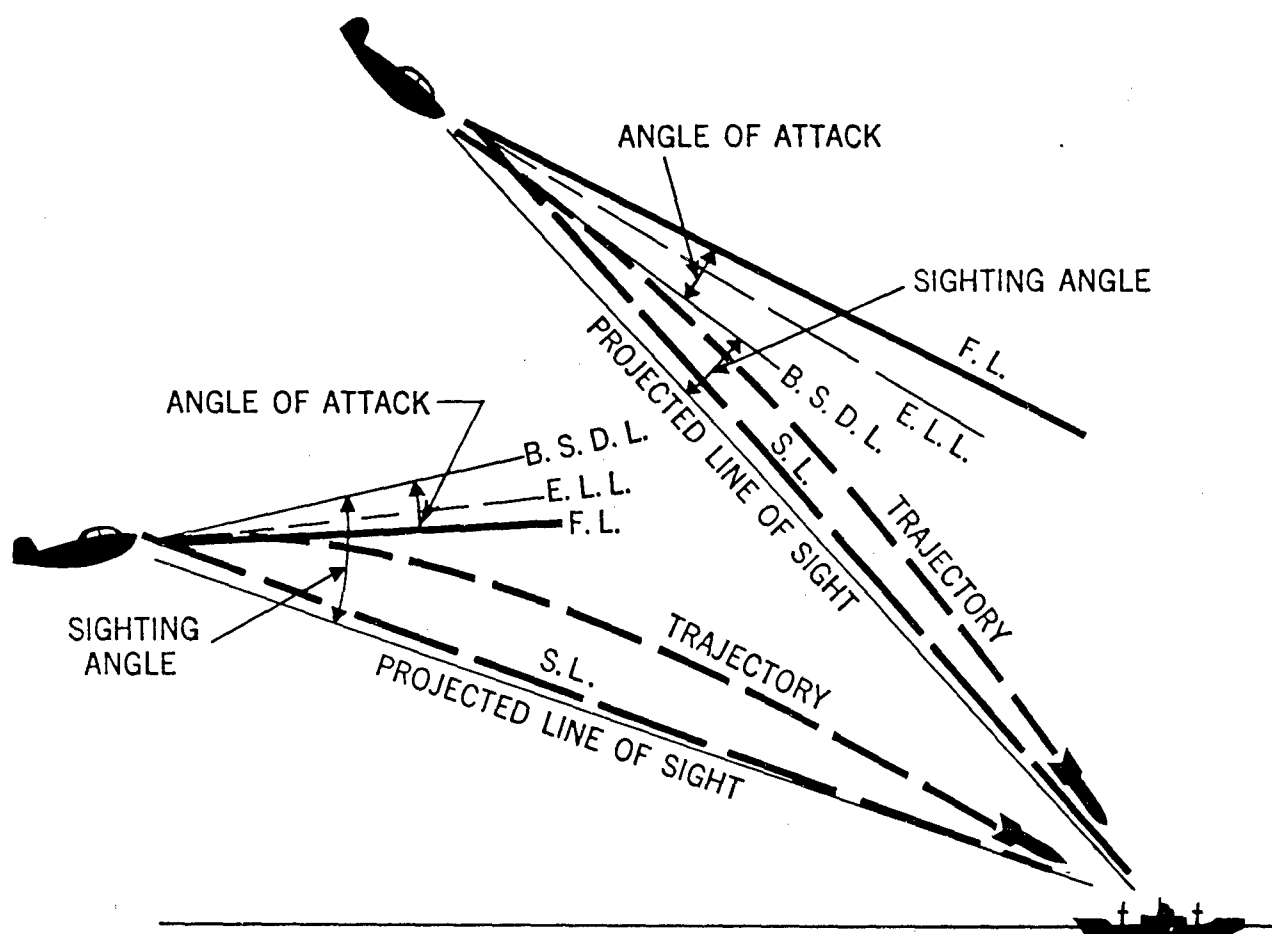 ANGLE OF ATTACK
SIGHTING ANGLE
F. L.
E. L. L.
B. S. D. L.
S. L.
PROJECTED LINE OF SIGHT
TRAJECTORY
ANGLE OF ATTACK
B. S. D. L.
E. L. L.
F. L.
SIGHTING
ANGLE
TRAJECTORY
S. L.
PROJECTED LINE OF SIGHT